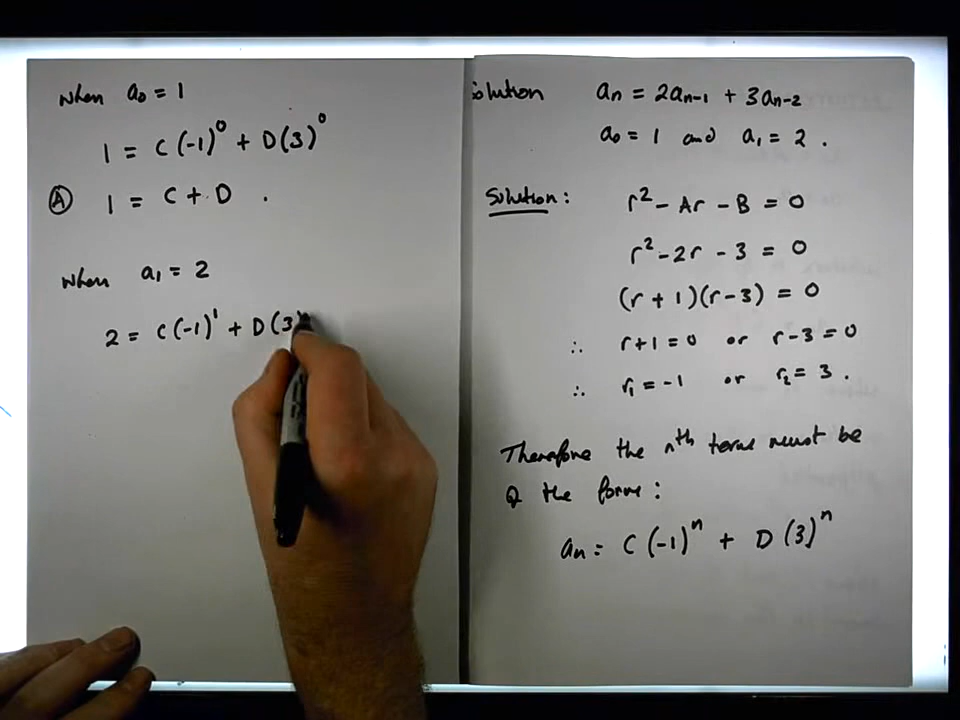 when a₀ = 1
1 = C(-1)⁰ + D(3)⁰
Ⓐ 1 = C + D .
when a₁ = 2
2 = C(-1)¹ + D(3)
Solution aₙ = 2aₙ₋₁ + 3aₙ₋₂
a₀ = 1 and a₁ = 2 .
Solution :
r² - Ar - B = 0
r² - 2r - 3 = 0
(r + 1)(r - 3) = 0
∴ r + 1 = 0 or r - 3 = 0
∴ r₁ = -1 or r₂ = 3 .
Therefore the nᵗʰ term must be
of the form :
aₙ = C(-1)ⁿ + D(3)ⁿ